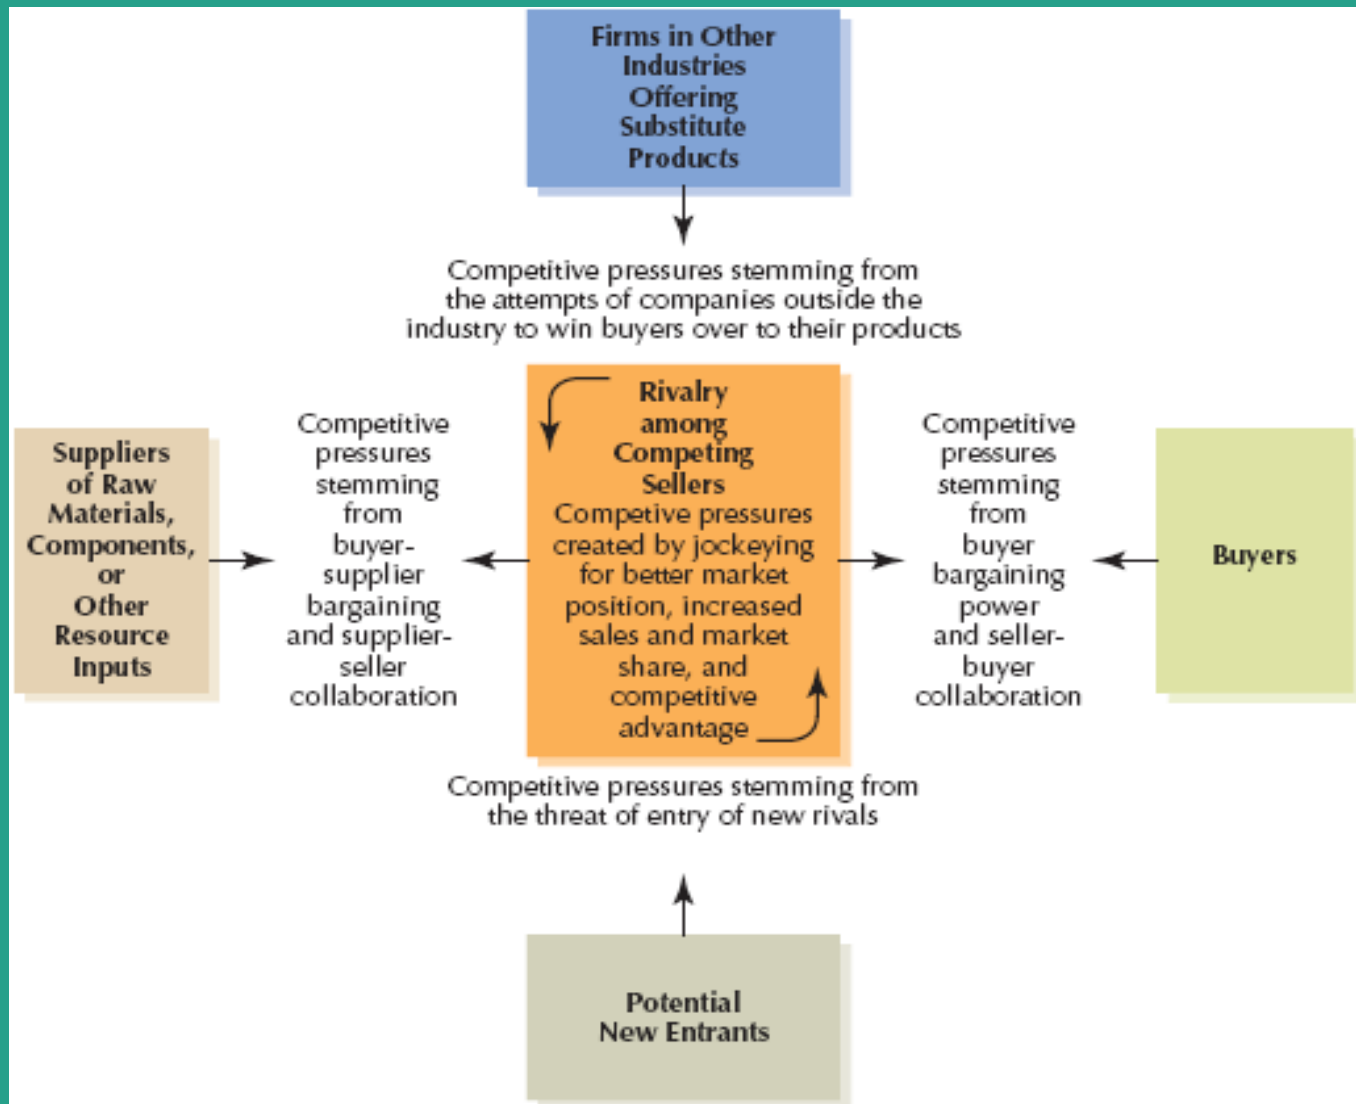 Firms in Other
Industries
Offering
Substitute
Products
Competitive pressures stemming from
the attempts of companies outside the
industry to win buyers over to their products
Suppliers
of Raw
Materials,
Components,
or
Other
Resource
Inputs
Competitive
pressures
stemming
from
buyer-
supplier
bargaining
and supplier-
seller
collaboration
Rivalry
among
Competing
Sellers
Competive pressures
created by jockeying
for better market
position, increased
sales and market
share, and
competitive
advantage
Competitive
pressures
stemming
from
buyer
bargaining
power
and seller-
buyer
collaboration
Buyers
Competitive pressures stemming from
the threat of entry of new rivals
Potential
New Entrants